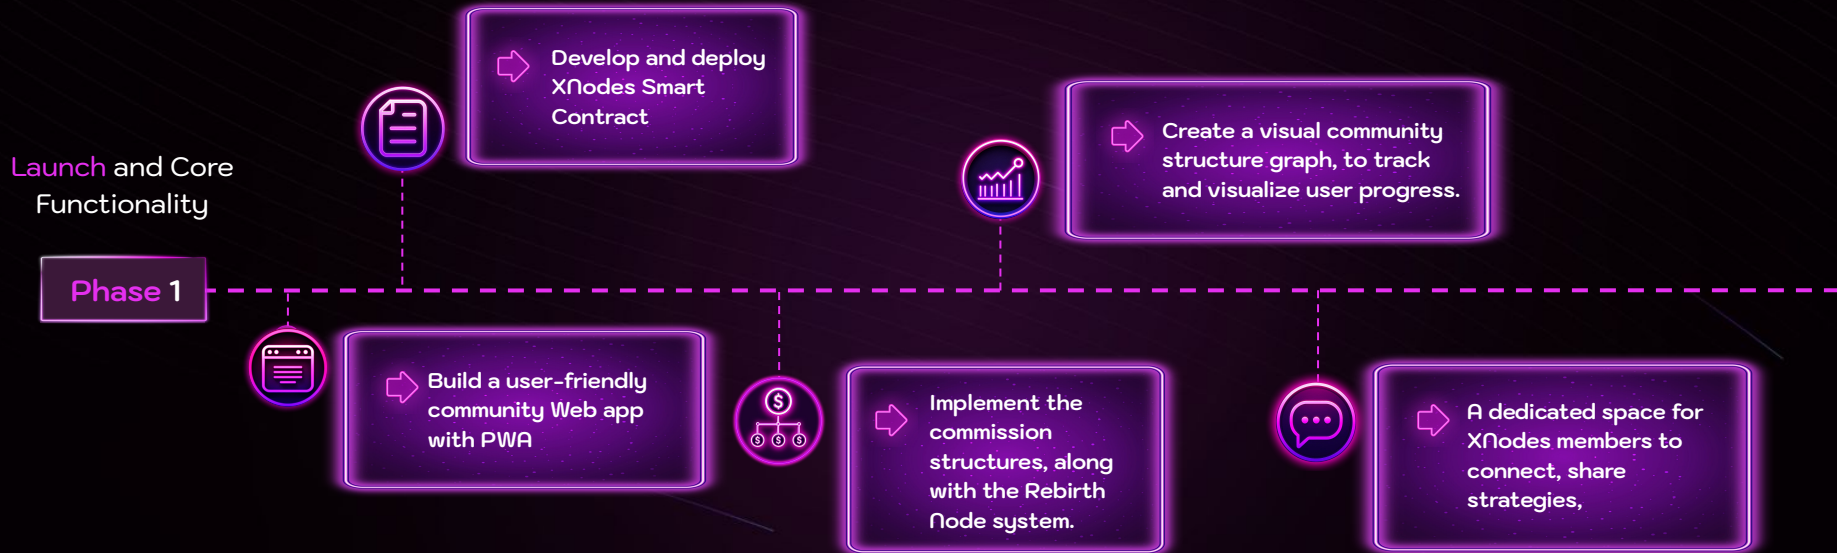 Launch and Core
Functionality
Phase 1
Build a user-friendly
community Web app
with PWA
Develop and deploy
XNodes Smart
Contract
Implement the
commission
structures, along
with the Rebirth
Node system.
Create a visual community
structure graph, to track
and visualize user progress.
A dedicated space for
XNodes members to
connect, share
strategies,